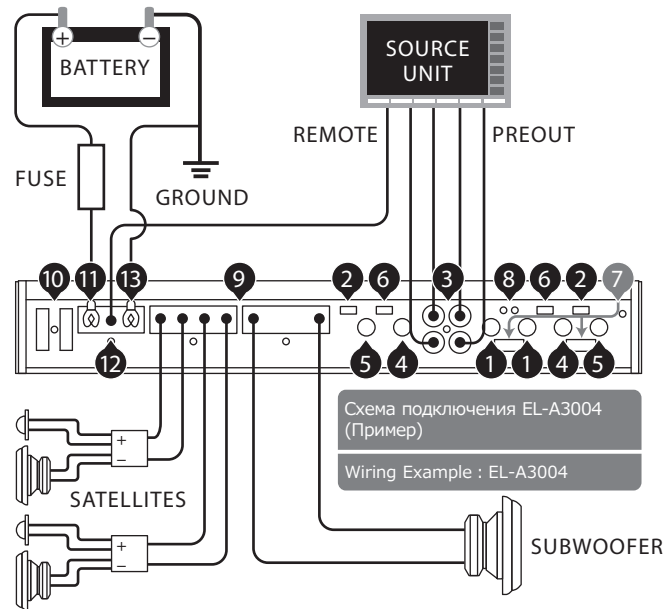 +
−
BATTERY
SOURCE
UNIT
REMOTE
PREOUT
FUSE
GROUND
10
11
13
9
2
6
3
8
6
2
7
12
5
4
1
1
4
5
Схема подключения EL-A3004
(Пример)
Wiring Example : EL-A3004
+
−
SATELLITES
+
−
SUBWOOFER